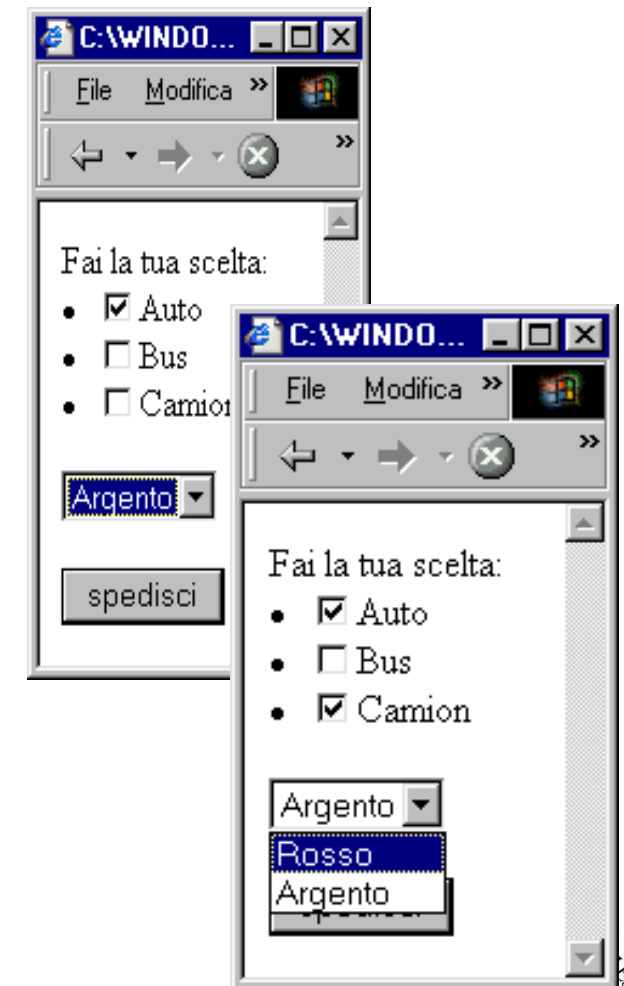 C:\WINDO...
File Modifica »
»
Fai la tua scelta:
Auto
Bus
Camion
Argento
spedisci
C:\WINDO...
File Modifica »
»
Fai la tua scelta:
Auto
Bus
Camion
Argento
Rosso
Argento